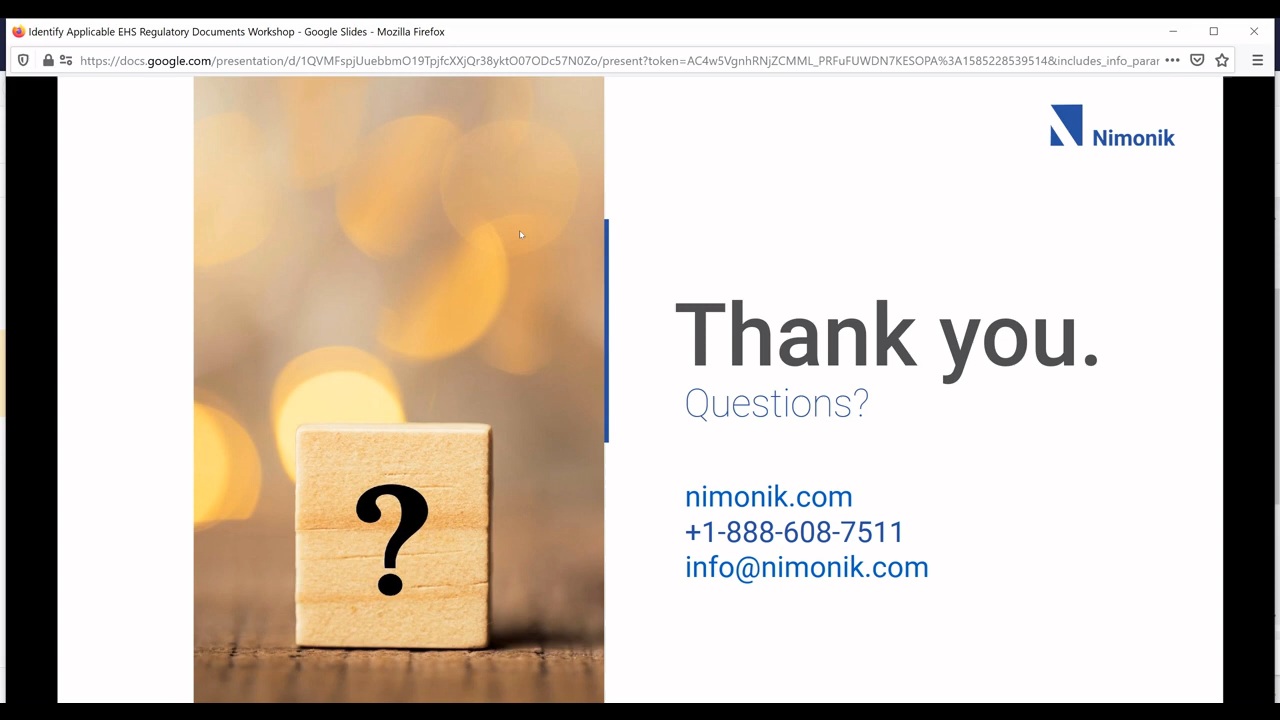 Identify Applicable EHS Regulatory Documents Workshop - Google Slides - Mozilla Firefox
https://docs.google.com/presentation/d/1QVMFspjUuebbmO19TpjfcXXjQr38yktO07ODc57N0Zo/present?token=AC4w5VgnhRNjZCMML_PRFuFUWDN7KESOPA%3A1585228539514&includes_info_parar
Nimonik
Thank you.
Questions?
nimonik.com
+1-888-608-7511
info@nimonik.com
?